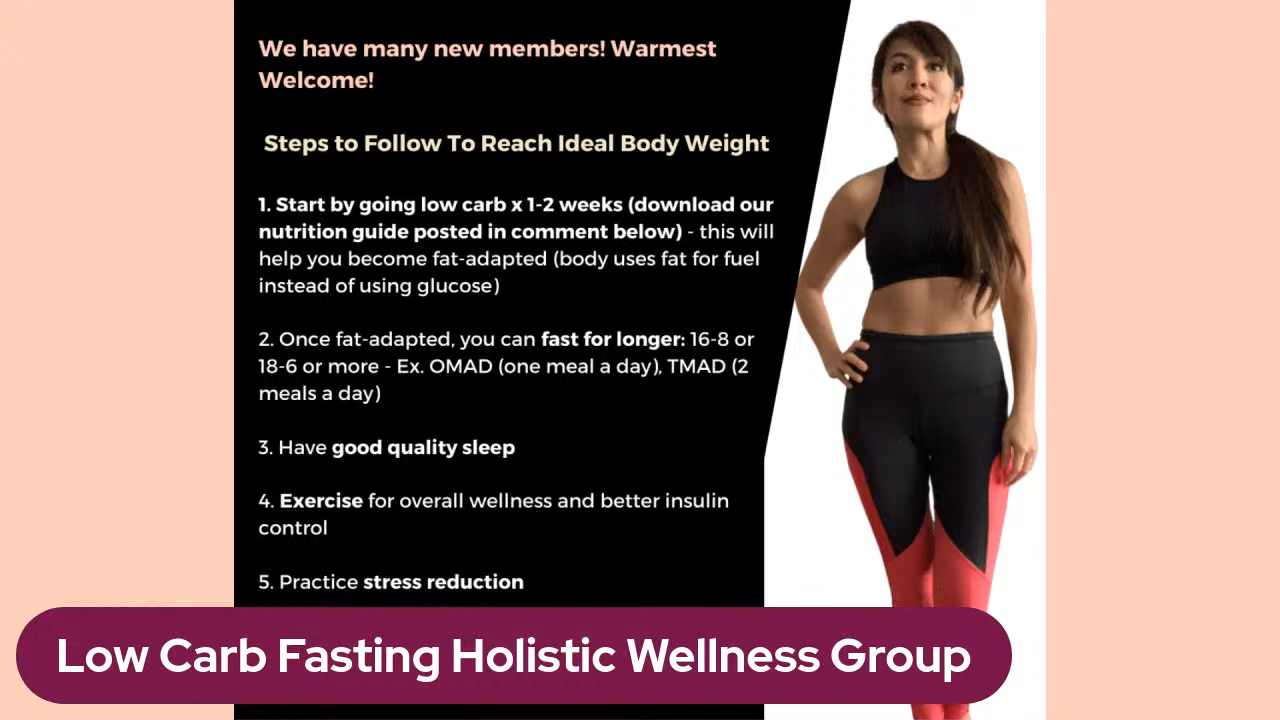 We have many new members! Warmest
Welcome!
Steps to Follow To Reach Ideal Body Weight
1. Start by going low carb x 1-2 weeks (download our
nutrition guide posted in comment below) - this will
help you become fat-adapted (body uses fat for fuel
instead of using glucose)
2. Once fat-adapted, you can fast for longer: 16-8 or
18-6 or more - Ex. OMAD (one meal a day), TMAD (2
meals a day)
3. Have good quality sleep
4. Exercise for overall wellness and better insulin
control
5. Practice stress reduction
Low Carb Fasting Holistic Wellness Group